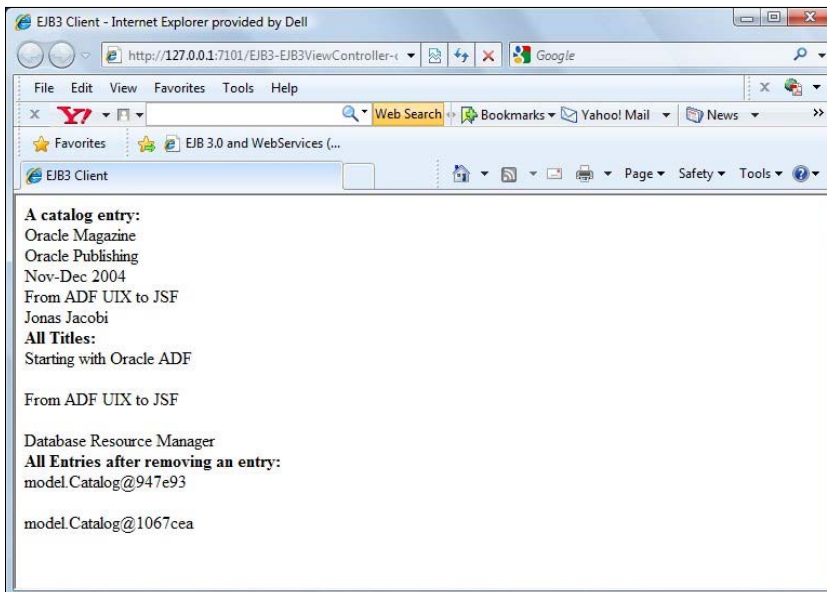 EJB3 Client - Internet Explorer provided by Dell
http://127.0.0.1:7101/EJB3-EJB3ViewController-
Google
File Edit View Favorites Tools Help
Y! Web Search Bookmarks Yahoo! Mail News »
Favorites EJB 3.0 and WebServices (...
EJB3 Client Page Safety Tools
A catalog entry:
Oracle Magazine
Oracle Publishing
Nov-Dec 2004
From ADF UIX to JSF
Jonas Jacobi
All Titles:
Starting with Oracle ADF
From ADF UIX to JSF
Database Resource Manager
All Entries after removing an entry:
model.Catalog@947e93
model.Catalog@1067cea